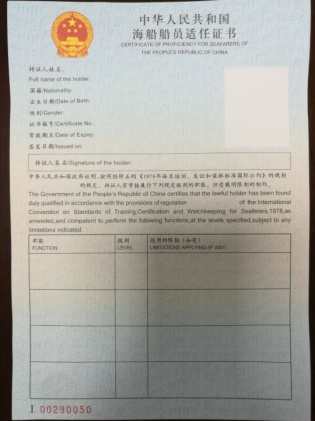 中华人民共和国
海船船员适任证书
CERTIFICATE OF PROFICIENCY FOR SEAFARERS OF
THE PEOPLE'S REPUBLIC OF CHINA
持证人姓名:
Full name of the holder:
国籍/Nationality:
出生日期/Date of Birth:
性别/Gender:
证书编号/Certificate No.:
有效期至/Date of Expiry:
签发日期/Issued on:
持证人签名/Signature of the holder:
中华人民共和国政府证明,按照经修正的《1978年海员培训、发证和值班标准国际公约》的规则
的规定,持证人有资格履行下列规定级别的职能,但受载明限制的制约。
The Government of the People's Republic of China certifies that the lawful holder has been found
duly qualified in accordance with the provisions of regulation of the International
Convention on Standards of Training,Certification and Watchkeeping for Seafarers,1978,as
amended,and competent to perform the following functions,at the levels specified,subject to any
limitations indicated.
职能 级别 适用的限制(如有)
FUNCTION LEVEL LIMITATIONS APPLYING (IF ANY)
1 00290050